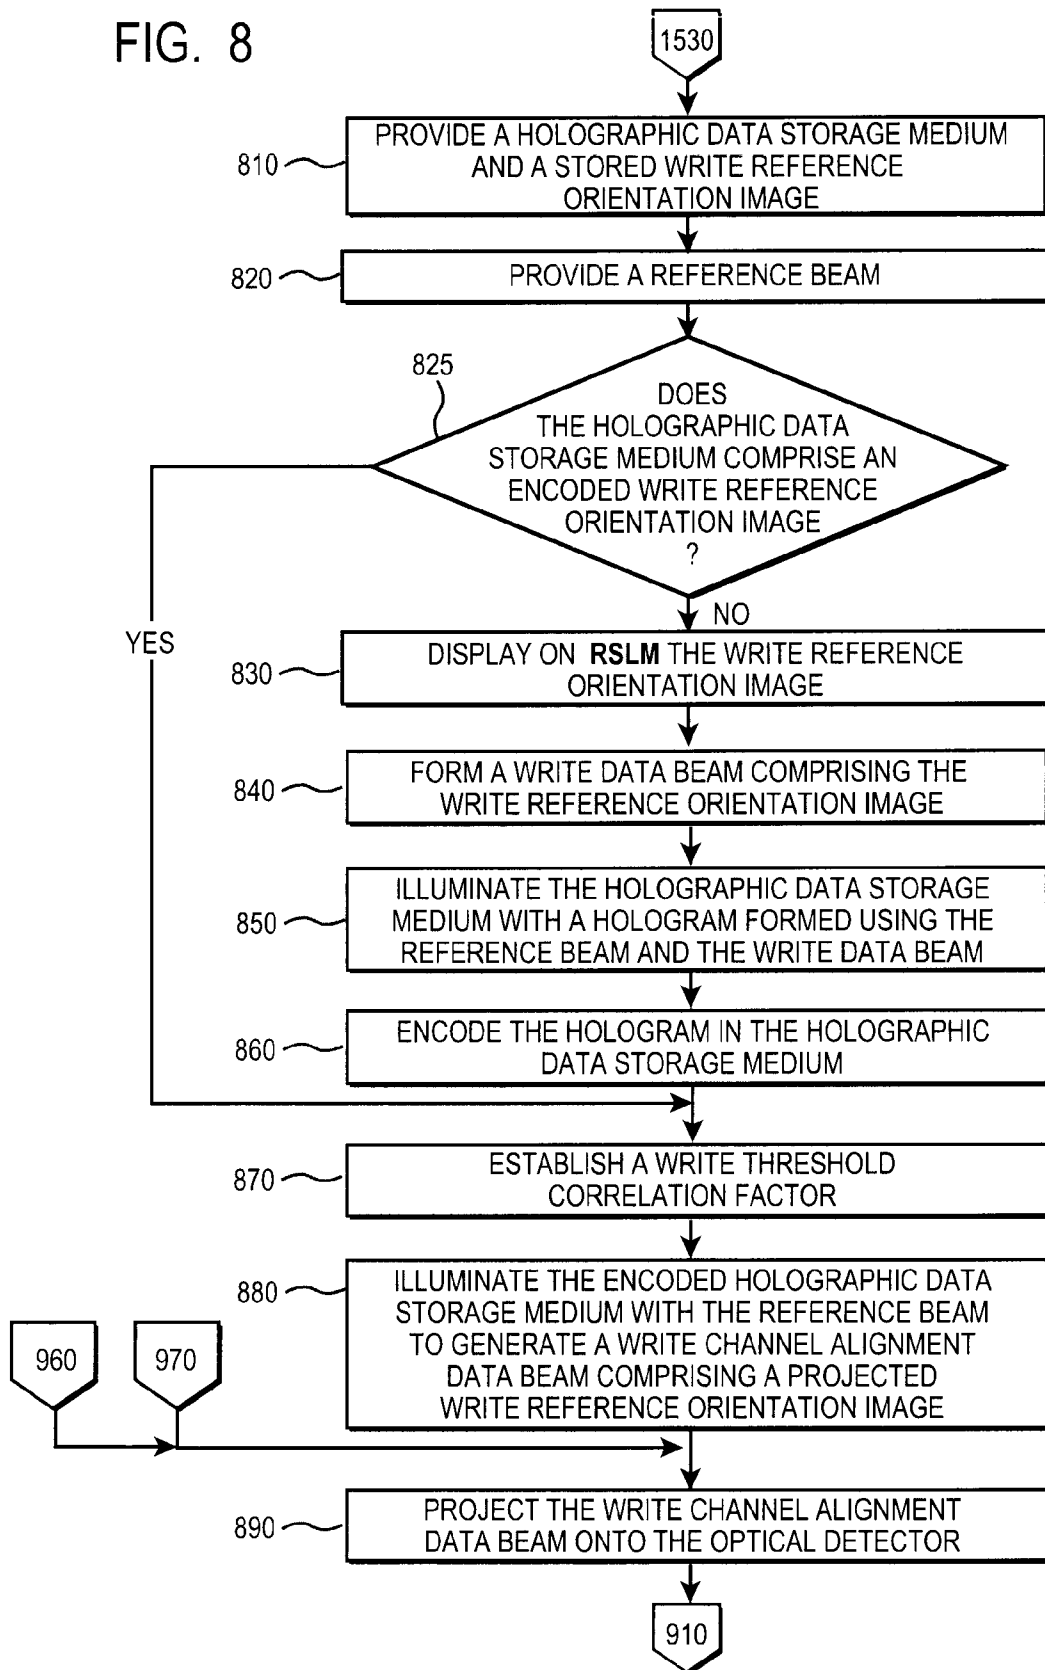 FIG. 8
1530
810
PROVIDE A HOLOGRAPHIC DATA STORAGE MEDIUM
AND A STORED WRITE REFERENCE
ORIENTATION IMAGE
820
PROVIDE A REFERENCE BEAM
825
DOES
THE HOLOGRAPHIC DATA
STORAGE MEDIUM COMPRISE AN
ENCODED WRITE REFERENCE
ORIENTATION IMAGE
?
YES
NO
830
DISPLAY ON RSLM THE WRITE REFERENCE
ORIENTATION IMAGE
840
FORM A WRITE DATA BEAM COMPRISING THE
WRITE REFERENCE ORIENTATION IMAGE
850
ILLUMINATE THE HOLOGRAPHIC DATA STORAGE
MEDIUM WITH A HOLOGRAM FORMED USING THE
REFERENCE BEAM AND THE WRITE DATA BEAM
860
ENCODE THE HOLOGRAM IN THE HOLOGRAPHIC
DATA STORAGE MEDIUM
870
ESTABLISH A WRITE THRESHOLD
CORRELATION FACTOR
880
ILLUMINATE THE ENCODED HOLOGRAPHIC DATA
STORAGE MEDIUM WITH THE REFERENCE BEAM
TO GENERATE A WRITE CHANNEL ALIGNMENT
DATA BEAM COMPRISING A PROJECTED
WRITE REFERENCE ORIENTATION IMAGE
960
970
890
PROJECT THE WRITE CHANNEL ALIGNMENT
DATA BEAM ONTO THE OPTICAL DETECTOR
910